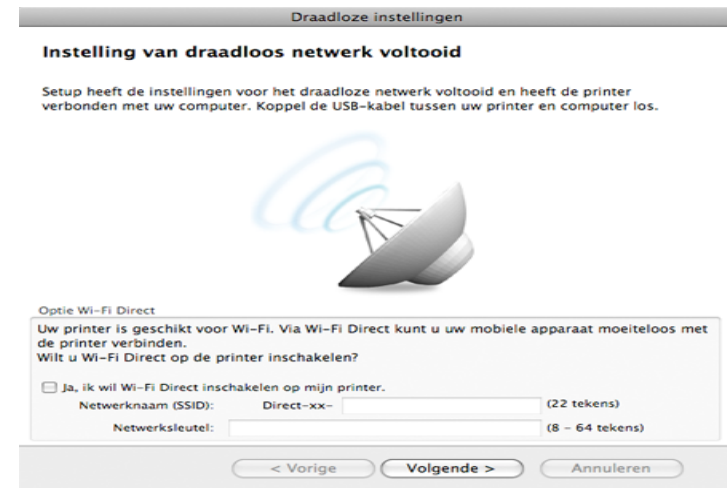 Draadloze instellingen
Instelling van draadloos netwerk voltooid
Setup heeft de instellingen voor het draadloze netwerk voltooid en heeft de printer
verbonden met uw computer. Koppel de USB-kabel tussen uw printer en computer los.
Optie Wi-Fi Direct
Uw printer is geschikt voor Wi-Fi. Via Wi-Fi Direct kunt u uw mobiele apparaat moeiteloos met
de printer verbinden.
Wilt u Wi-Fi Direct op de printer inschakelen?
Ja, ik wil Wi-Fi Direct inschakelen op mijn printer.
Netwerknaam (SSID): Direct-xx- (22 tekens)
Netwerksleutel: (8 - 64 tekens)
< Vorige Volgende > Annuleren